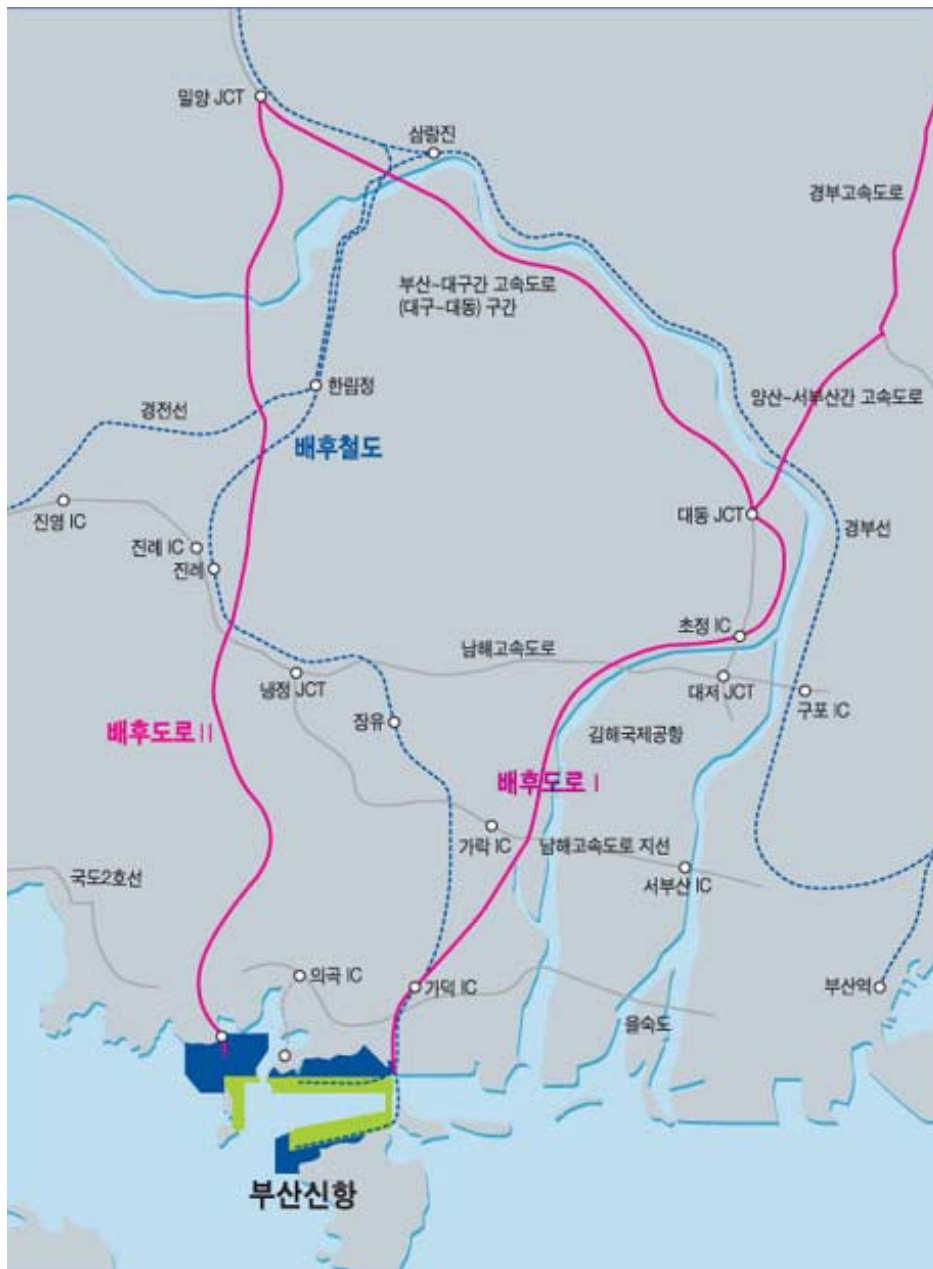 밀양 JCT
삼랑진
경부고속도로
부산~대구간 고속도로
(대구~대동) 구간
한림정
경전선
양산~서부산간 고속도로
배후철도
진영 IC
대동 JCT
경부선
진례 IC
진례
초정 IC
남해고속도로
냉정 JCT
대저 JCT
구포 IC
장유
배후도로 II
김해국제공항
배후도로 I
가락 IC
남해고속도로 지선
국도2호선
서부산 IC
의곡 IC
가덕 IC
부산역
을숙도
부산신항